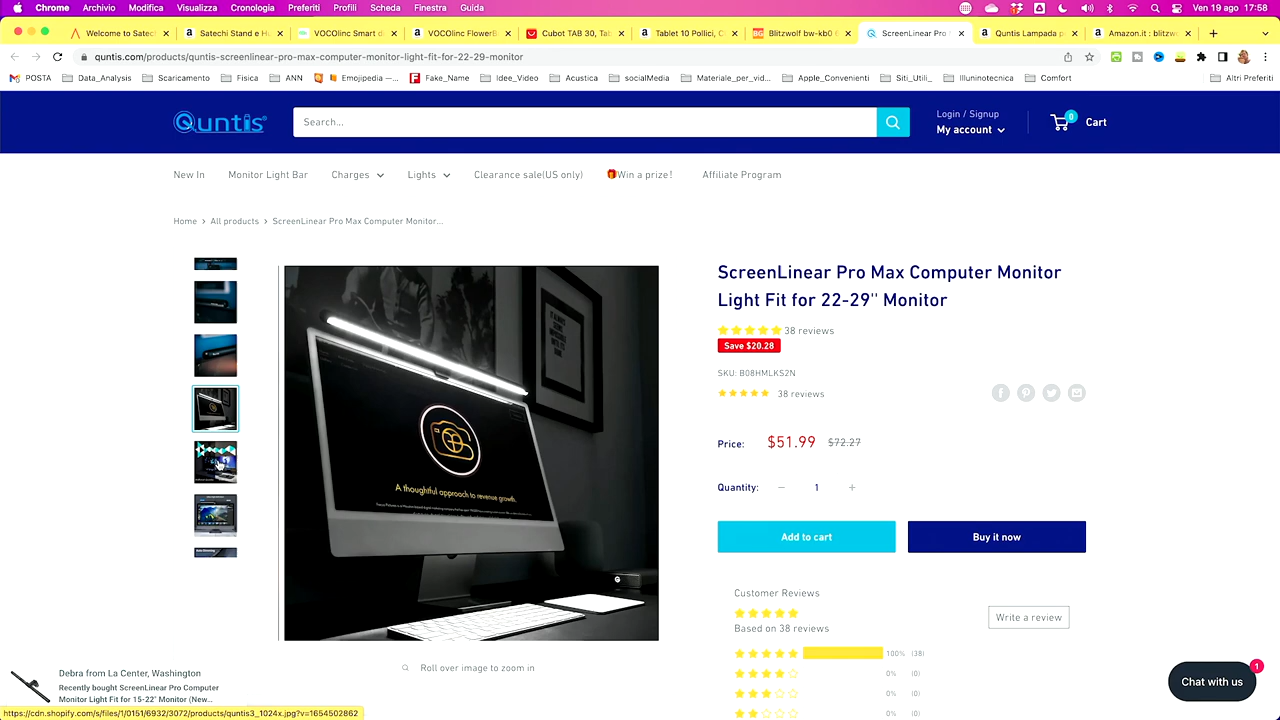 Chrome Archivio Modifica Visualizza Cronologia Preferiti Profili Scheda Finestra Guida
Ven 19 ago 17:58
Welcome to Satech
Satechi Stand e H
VOCOlinc Smart d
VOCOlinc FlowerB
Cubot TAB 30, Tab
Tablet 10 Pollici, C
Blitzwolf bw-kb0 F
ScreenLinear Pro
Quntis Lampada p
Amazon.it : blitzw
quntis.com/products/quntis-screenlinear-pro-max-computer-monitor-light-fit-for-22-29-monitor
POSTA Data_Analysis Scaricamento Fisica ANN Emojipedia —... Fake_Name Idee_Video Acustica socialMedia Materiale_per_vid... Apple_Convenienti Siti_Utili_ Illuninotecnica Comfort Altri Preferiti
Quntis
Search...
Login / Signup
My account
0
Cart
New In Monitor Light Bar Charges Lights Clearance sale(US only) Win a prize! Affiliate Program
Home > All products > ScreenLinear Pro Max Computer Monitor...
ScreenLinear Pro Max Computer Monitor
Light Fit for 22-29'' Monitor
38 reviews
Save $20.28
SKU: B08HMLKS2N
38 reviews
Price: $51.99 $72.27
Quantity: − 1 +
Add to cart
Buy it now
A thoughtful approach to revenue growth.
Roll over image to zoom in
Customer Reviews
Based on 38 reviews
Write a review
100% (38)
0% (0)
0% (0)
0% (0)
Debra from La Center, Washington
Recently bought ScreenLinear Pro Computer
Monitor Light Fit for 15-22" Monitor (New...
https://cdn.shopify.com/s/files/1/0151/6932/3072/products/quntis3_1024x.jpg?v=1654502862
Chat with us
1